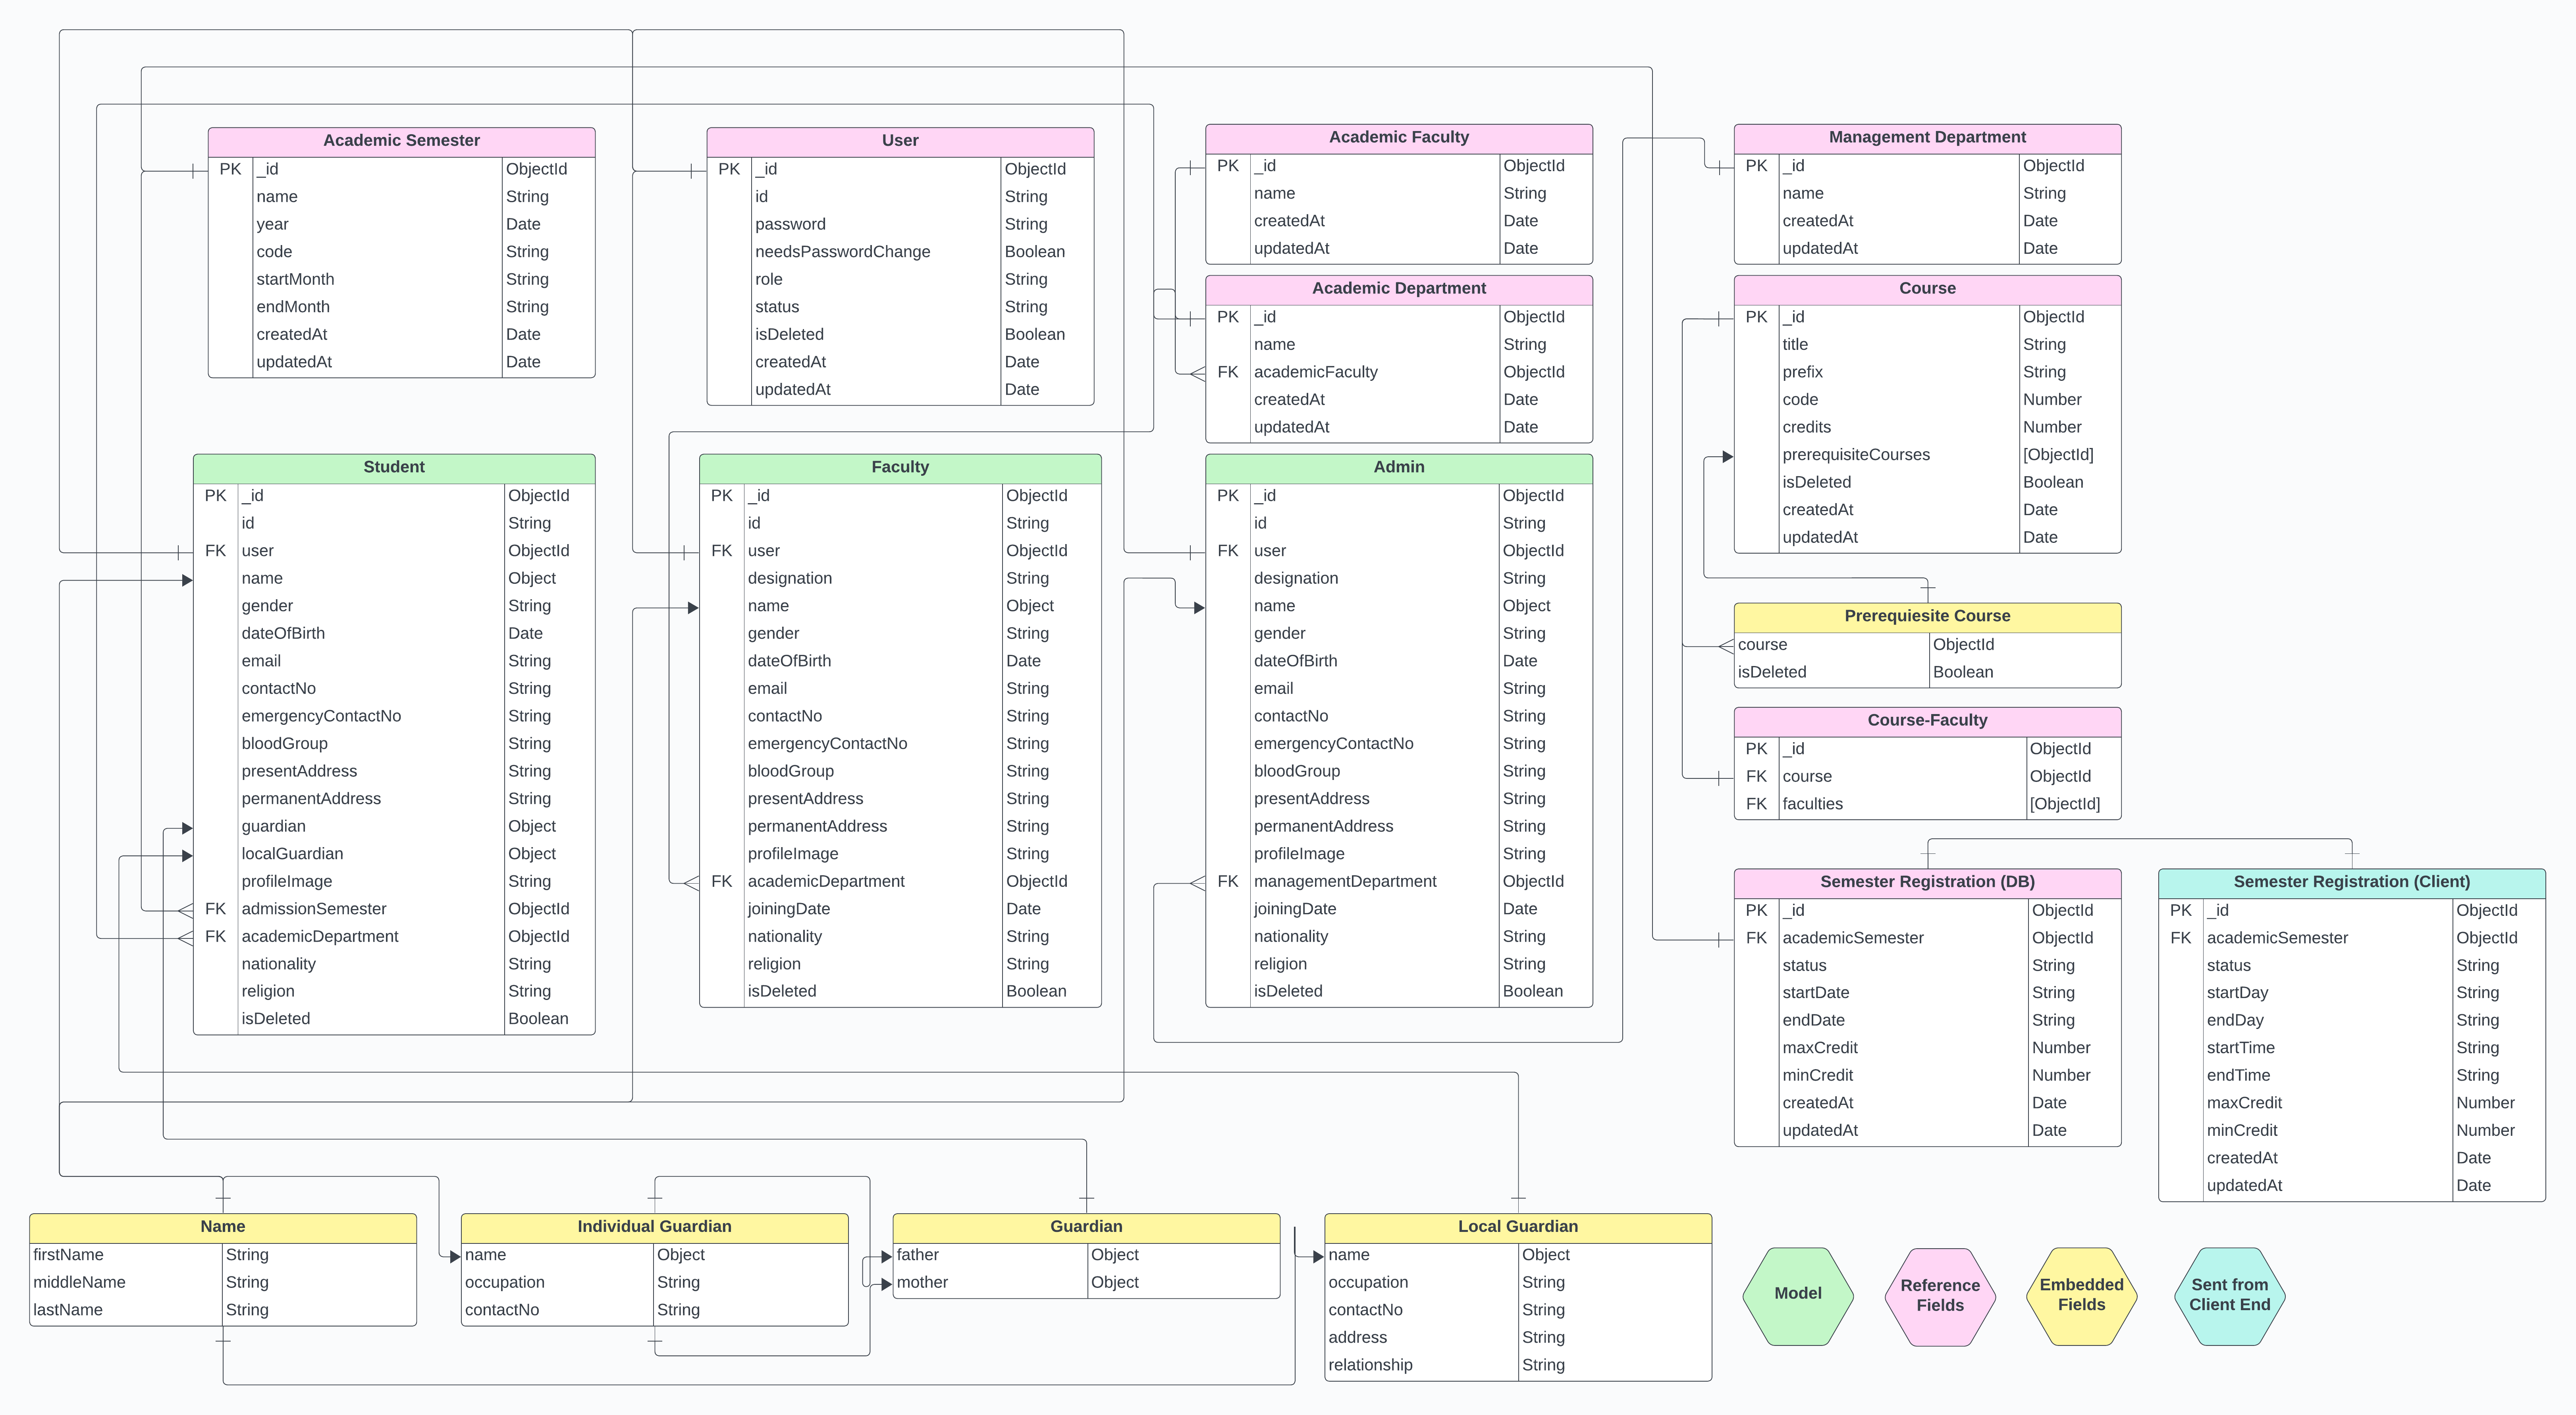 Academic Semester
PK _id ObjectId
name String
year Date
code String
startMonth String
endMonth String
createdAt Date
updatedAt Date
User
PK _id ObjectId
id String
password String
needsPasswordChange Boolean
role String
status String
isDeleted Boolean
createdAt Date
updatedAt Date
Academic Faculty
PK _id ObjectId
name String
createdAt Date
updatedAt Date
Management Department
PK _id ObjectId
name String
createdAt Date
updatedAt Date
Academic Department
PK _id ObjectId
name String
FK academicFaculty ObjectId
createdAt Date
updatedAt Date
Course
PK _id ObjectId
title String
prefix String
code Number
credits Number
prerequisiteCourses [ObjectId]
isDeleted Boolean
createdAt Date
updatedAt Date
Student
PK _id ObjectId
id String
FK user ObjectId
name Object
gender String
dateOfBirth Date
email String
contactNo String
emergencyContactNo String
bloodGroup String
presentAddress String
permanentAddress String
guardian Object
localGuardian Object
profileImage String
FK admissionSemester ObjectId
FK academicDepartment ObjectId
nationality String
religion String
isDeleted Boolean
Faculty
PK _id ObjectId
id String
FK user ObjectId
designation String
name Object
gender String
dateOfBirth Date
email String
contactNo String
emergencyContactNo String
bloodGroup String
presentAddress String
permanentAddress String
profileImage String
FK academicDepartment ObjectId
joiningDate Date
nationality String
religion String
isDeleted Boolean
Admin
PK _id ObjectId
id String
FK user ObjectId
designation String
name Object
gender String
dateOfBirth Date
email String
contactNo String
emergencyContactNo String
bloodGroup String
presentAddress String
permanentAddress String
profileImage String
FK managementDepartment ObjectId
joiningDate Date
nationality String
religion String
isDeleted Boolean
Prerequiesite Course
course ObjectId
isDeleted Boolean
Course-Faculty
PK _id ObjectId
FK course ObjectId
FK faculties [ObjectId]
Semester Registration (DB)
PK _id ObjectId
FK academicSemester ObjectId
status String
startDate String
endDate String
maxCredit Number
minCredit Number
createdAt Date
updatedAt Date
Semester Registration (Client)
PK _id ObjectId
FK academicSemester ObjectId
status String
startDay String
endDay String
startTime String
endTime String
maxCredit Number
minCredit Number
createdAt Date
updatedAt Date
Name
firstName String
middleName String
lastName String
Individual Guardian
name Object
occupation String
contactNo String
Guardian
father Object
mother Object
Local Guardian
name Object
occupation String
contactNo String
address String
relationship String
Model
Reference
Fields
Embedded
Fields
Sent from
Client End